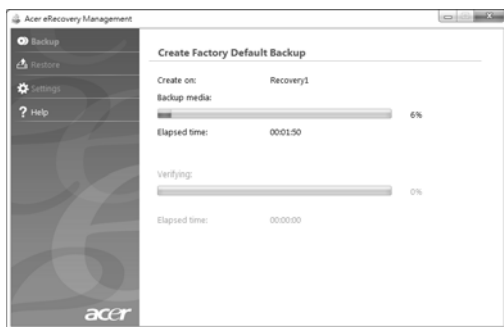 Acer eRecovery Management
Backup
Restore
Settings
Help
Create Factory Default Backup
Create on: Recovery1
Backup media:
6%
Elapsed time: 00:01:50
Verifying:
0%
Elapsed time: 00:00:00
acer